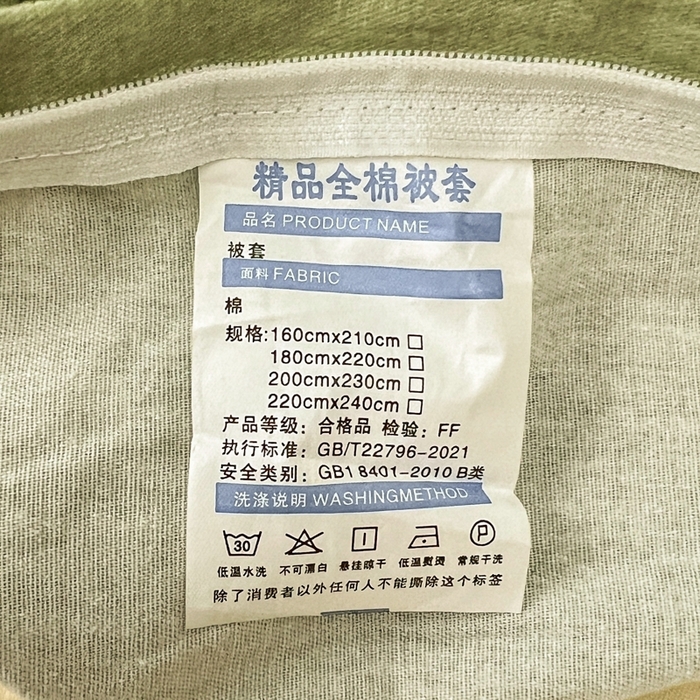 精品全棉被套
品名 PRODUCT NAME
被套
面料 FABRIC
棉
规格:160cmx210cm □
180cmx220cm □
200cmx230cm □
220cmx240cm □
产品等级: 合格品 检验: FF
执行标准: GB/T22796-2021
安全类别: GB18401-2010 B类
洗涤说明 WASHINGMETHOD
30 P
低温水洗 不可漂白 悬挂晾干 低温熨烫 常规干洗
除了消费者以外任何人不能撕除这个标签